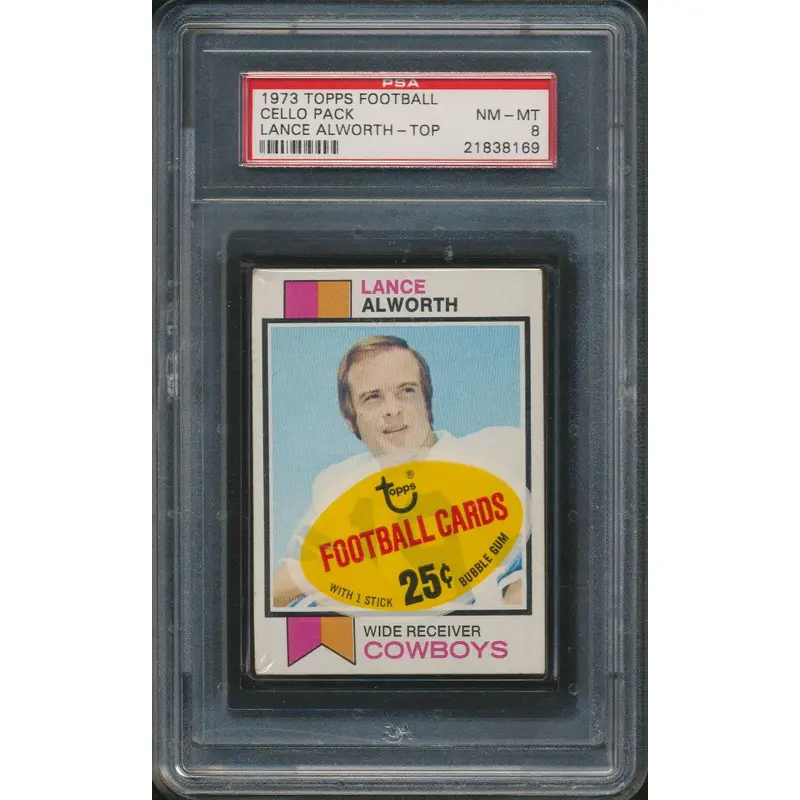 PSA
1973 TOPPS FOOTBALL
CELLO PACK NM-MT
LANCE ALWORTH-TOP 8
21838169
LANCE
ALWORTH
Topps®
FOOTBALL CARDS
WITH 1 STICK 25¢ BUBBLE GUM
WIDE RECEIVER
COWBOYS